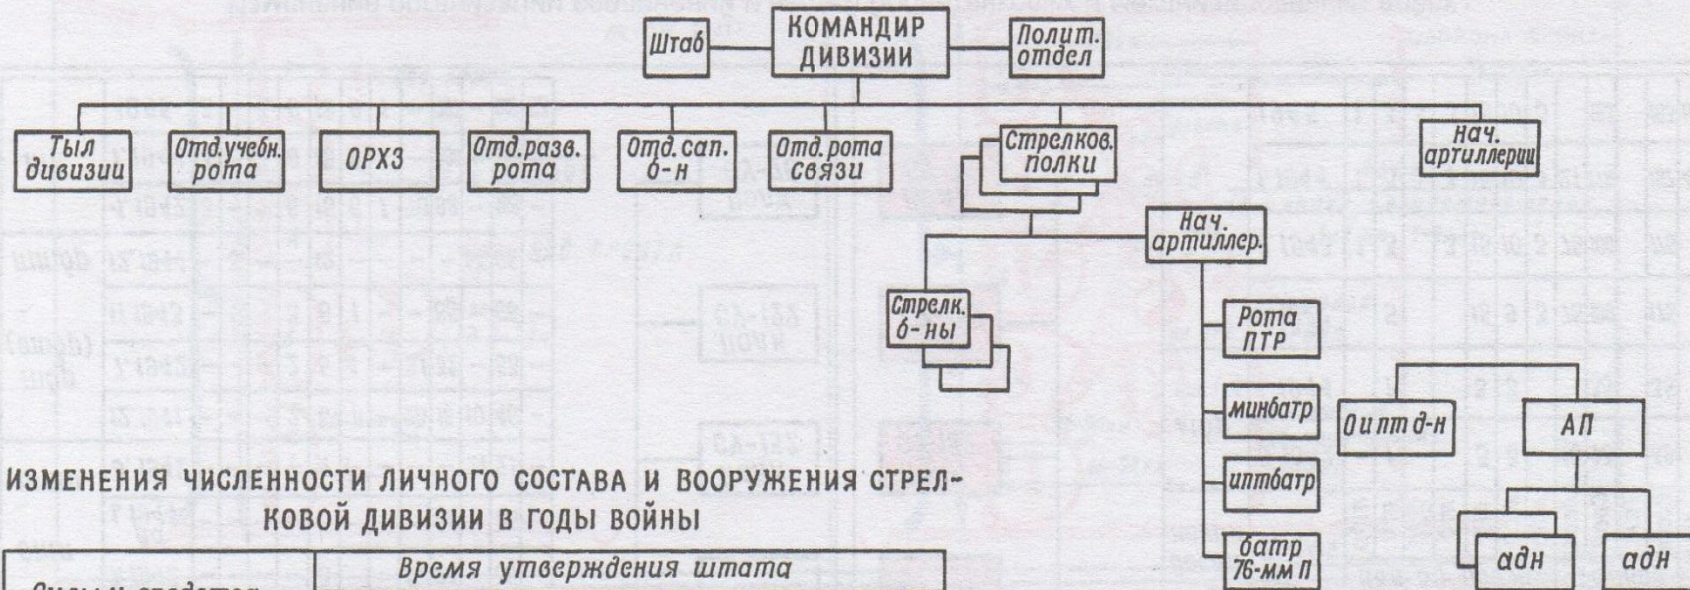 Штаб
КОМАНДИР
ДИВИЗИИ
Полит.
отдел
Тыл
дивизии
Отд.учебн.
рота
ОРХЗ
Отд.разв.
рота
Отд.сап.
б-н
Отд.рота
связи
Стрелков.
полки
нач.
артиллерии
Нач.
артиллер.
Стрелк.
б-ны
Рота
ПТР
минбатр
иптбатр
батр
76-мм П
Оиптд-н
АП
адн
адн
ИЗМЕНЕНИЯ ЧИСЛЕННОСТИ ЛИЧНОГО СОСТАВА И ВООРУЖЕНИЯ СТРЕЛ-
КОВОЙ ДИВИЗИИ В ГОДЫ ВОЙНЫ
Время утверждения штата